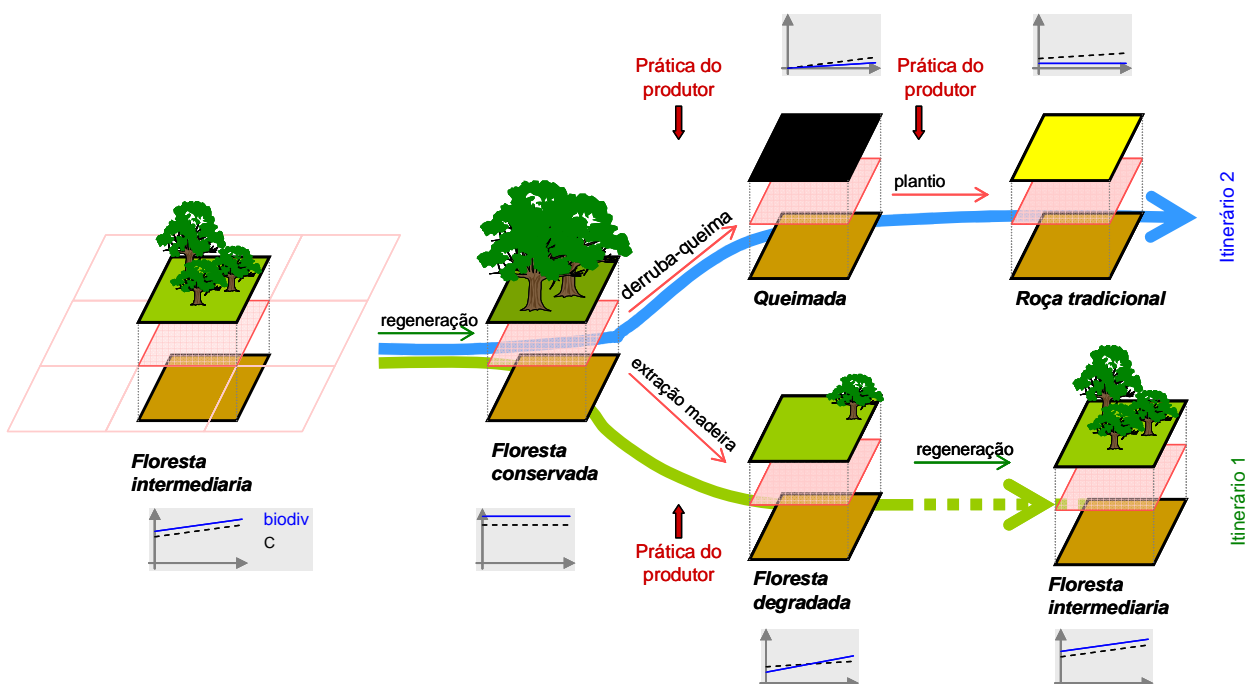 Prática do
produtor
Prática do
produtor
plantio
derruba-queima
Queimada
Roça tradicional
Itinerário 2
regeneração
extração madeira
Floresta
intermediaria
Floresta
conservada
regeneração
biodiv
C
Prática do
produtor
Floresta
degradada
Floresta
intermediaria
Itinerário 1